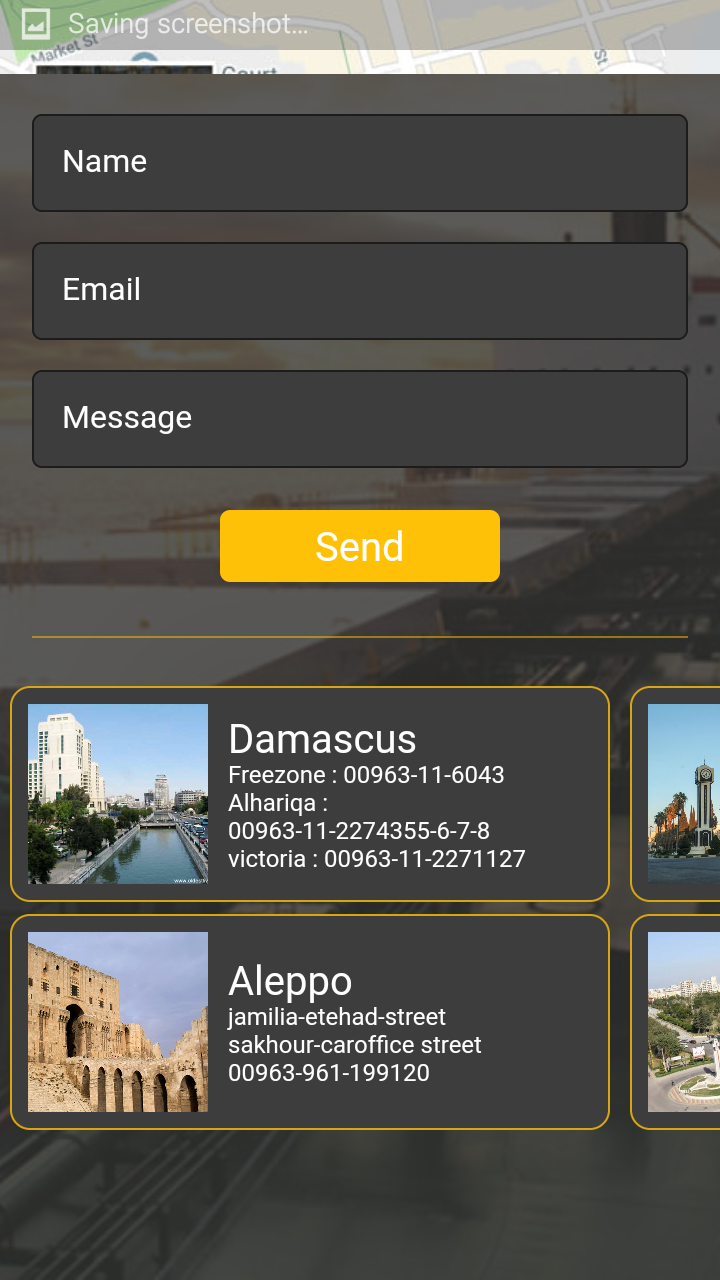 Saving screenshot...
Market St
Court
St
Name
Email
Message
Send
Damascus
Freezone : 00963-11-6043
Alhariqa :
00963-11-2274355-6-7-8
victoria : 00963-11-2271127
Aleppo
jamilia-etehad-street
sakhour-caroffice street
00963-961-199120